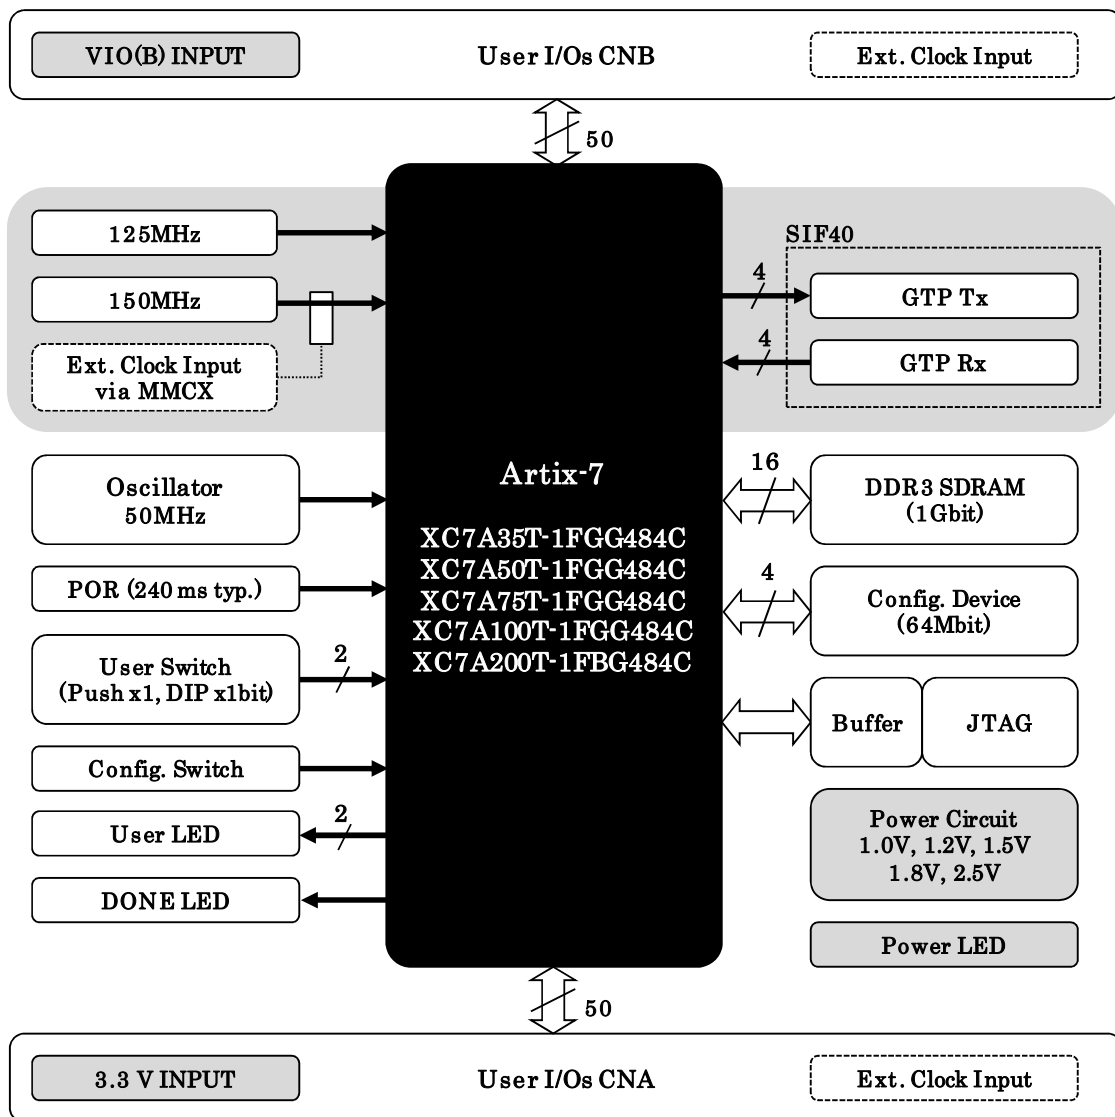 VIO(B) INPUT
User I/Os CNB
Ext. Clock Input
50
125MHz
150MHz
Ext. Clock Input
via MMCX
SIF40
4
GTP Tx
4
GTP Rx
Oscillator
50MHz
POR (240 ms typ.)
User Switch
(Push x1, DIP x1bit)
2
Config. Switch
User LED
2
DONE LED
Artix-7
XC7A35T-1FGG484C
XC7A50T-1FGG484C
XC7A75T-1FGG484C
XC7A100T-1FGG484C
XC7A200T-1FBG484C
16
DDR3 SDRAM
(1Gbit)
4
Config. Device
(64Mbit)
Buffer
JTAG
Power Circuit
1.0V, 1.2V, 1.5V
1.8V, 2.5V
Power LED
50
3.3 V INPUT
User I/Os CNA
Ext. Clock Input